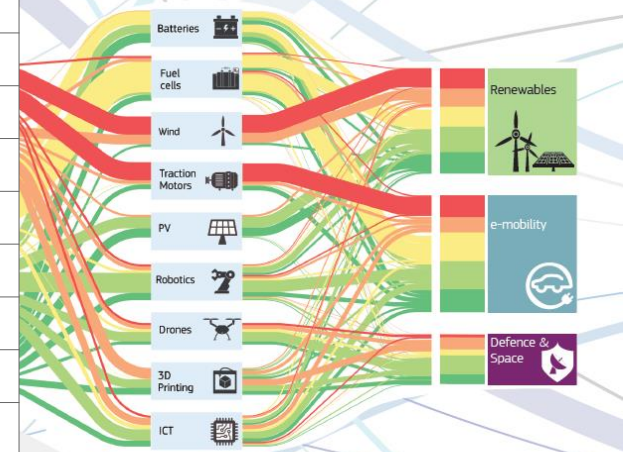 Batteries
Fuel
cells
Wind
Traction
Motors
PV
Robotics
Drones
3D
Printing
ICT
Renewables
e-mobility
Defence &
Space